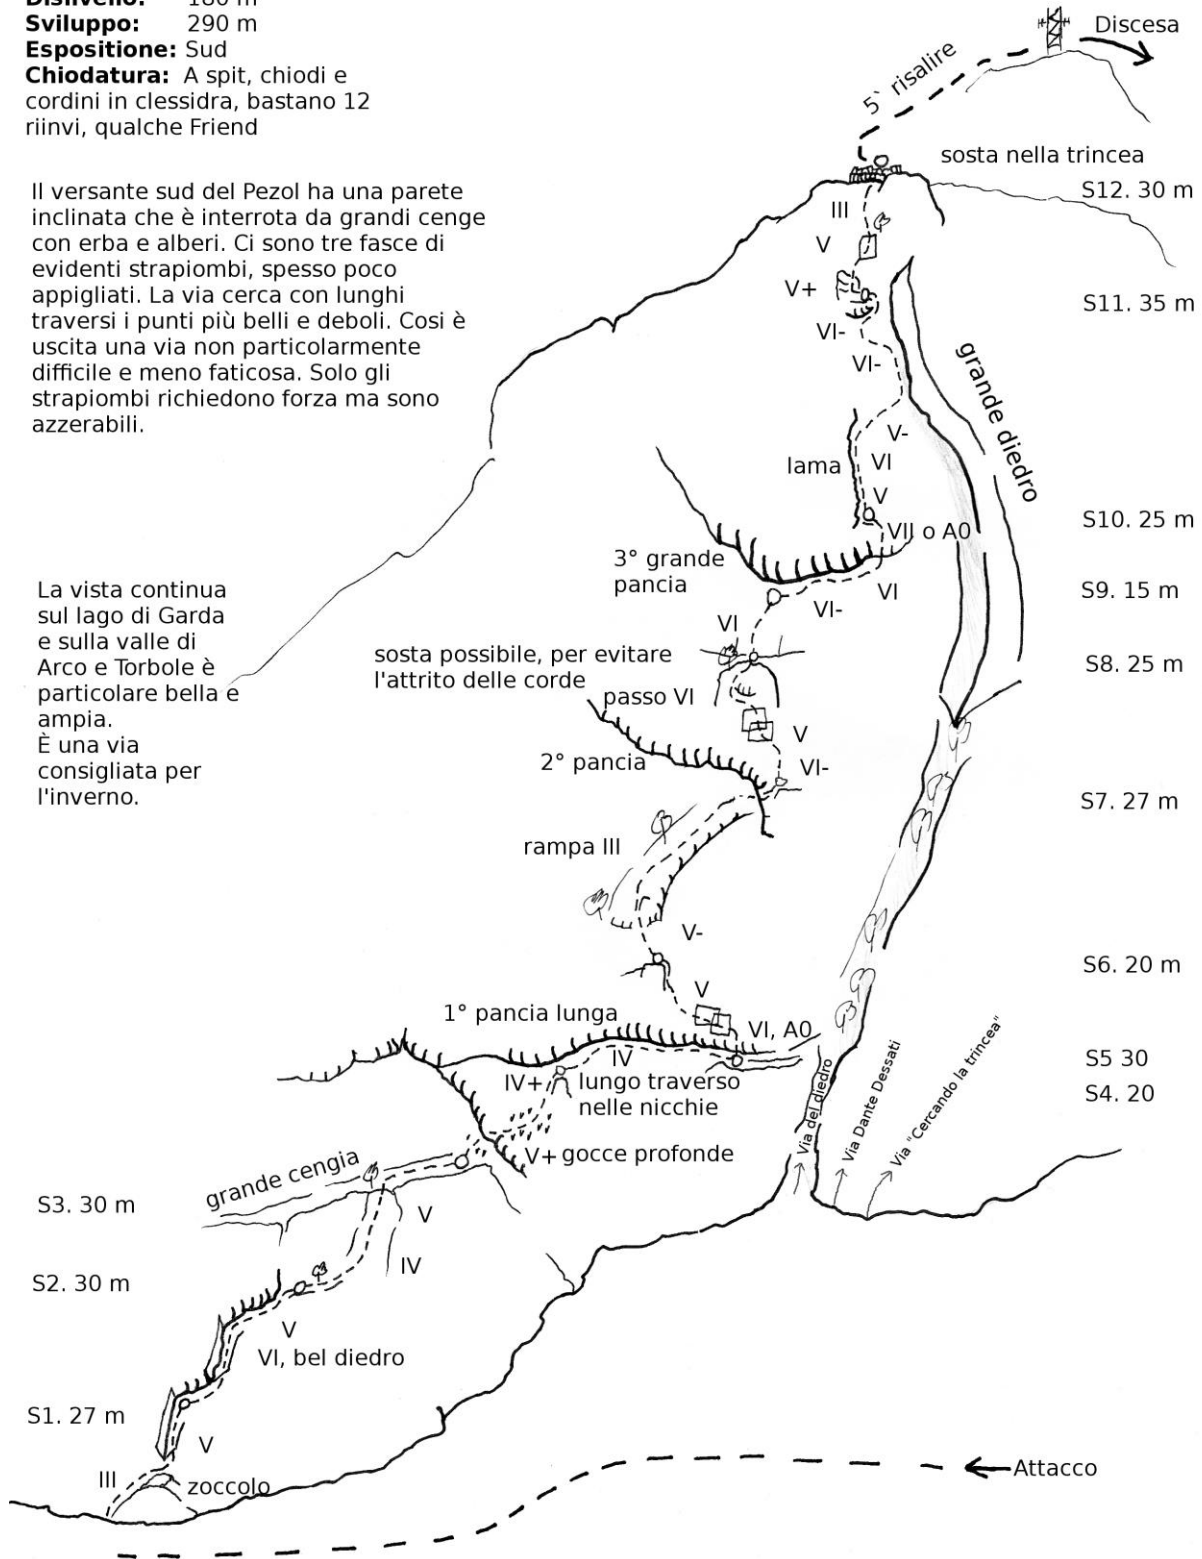 Dislivello: 180 m
Sviluppo: 290 m
Espositione: Sud
Chiodatura: A spit, chiodi e
cordini in clessidra, bastano 12
riinvi, qualche Friend
Il versante sud del Pezol ha una parete
inclinata che è interrota da grandi cenge
con erba e alberi. Ci sono tre fasce di
evidenti strapiombi, spesso poco
appigliati. La via cerca con lunghi
traversi i punti più belli e deboli. Cosi è
uscita una via non particolarmente
difficile e meno faticosa. Solo gli
strapiombi richiedono forza ma sono
azzerabili.
La vista continua
sul lago di Garda
e sulla valle di
Arco e Torbole è
particolare bella e
ampia.
È una via
consigliata per
l'inverno.
Discesa
5` risalire
sosta nella trincea
S12. 30 m
III
V
V+
S11. 35 m
VI-
VI-
grande diedro
V-
lama
VI
V
S10. 25 m
VII o A0
3° grande
pancia
S9. 15 m
VI
VI-
VI
sosta possibile, per evitare
l'attrito delle corde
S8. 25 m
passo VI
V
2° pancia
VI-
S7. 27 m
rampa III
V-
S6. 20 m
V
1° pancia lunga
VI, A0
IV
S5 30
IV+
lungo traverso
nelle nicchie
S4. 20
Via del diedro
Via Dante Dessati
Via "Cercando la trincea"
V+ gocce profonde
grande cengia
S3. 30 m
V
IV
S2. 30 m
V
VI, bel diedro
S1. 27 m
V
III
zoccolo
Attacco